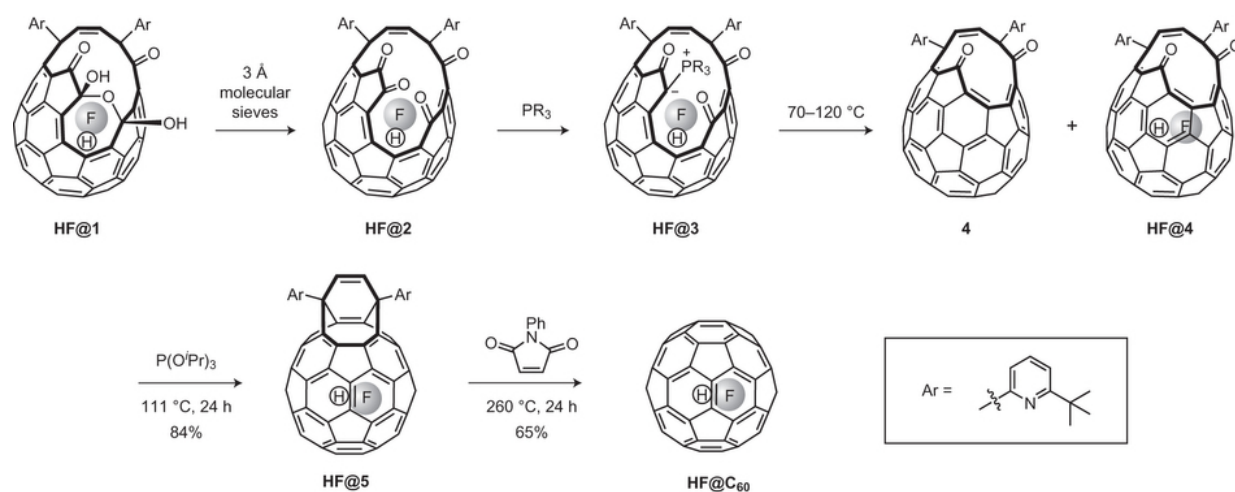 Ar Ar O O OH O F H OH
3 Å
molecular
sieves
Ar Ar O O O O F H
PR3
Ar Ar O + PR3 − O O F H
70–120 °C
Ar Ar O O
+
Ar Ar O O H F
HF@1 HF@2 HF@3 4 HF@4
P(OiPr)3
111 °C, 24 h
84%
Ar Ar H F
Ph
N
O O
260 °C, 24 h
65%
H F
Ar = N
HF@5 HF@C60